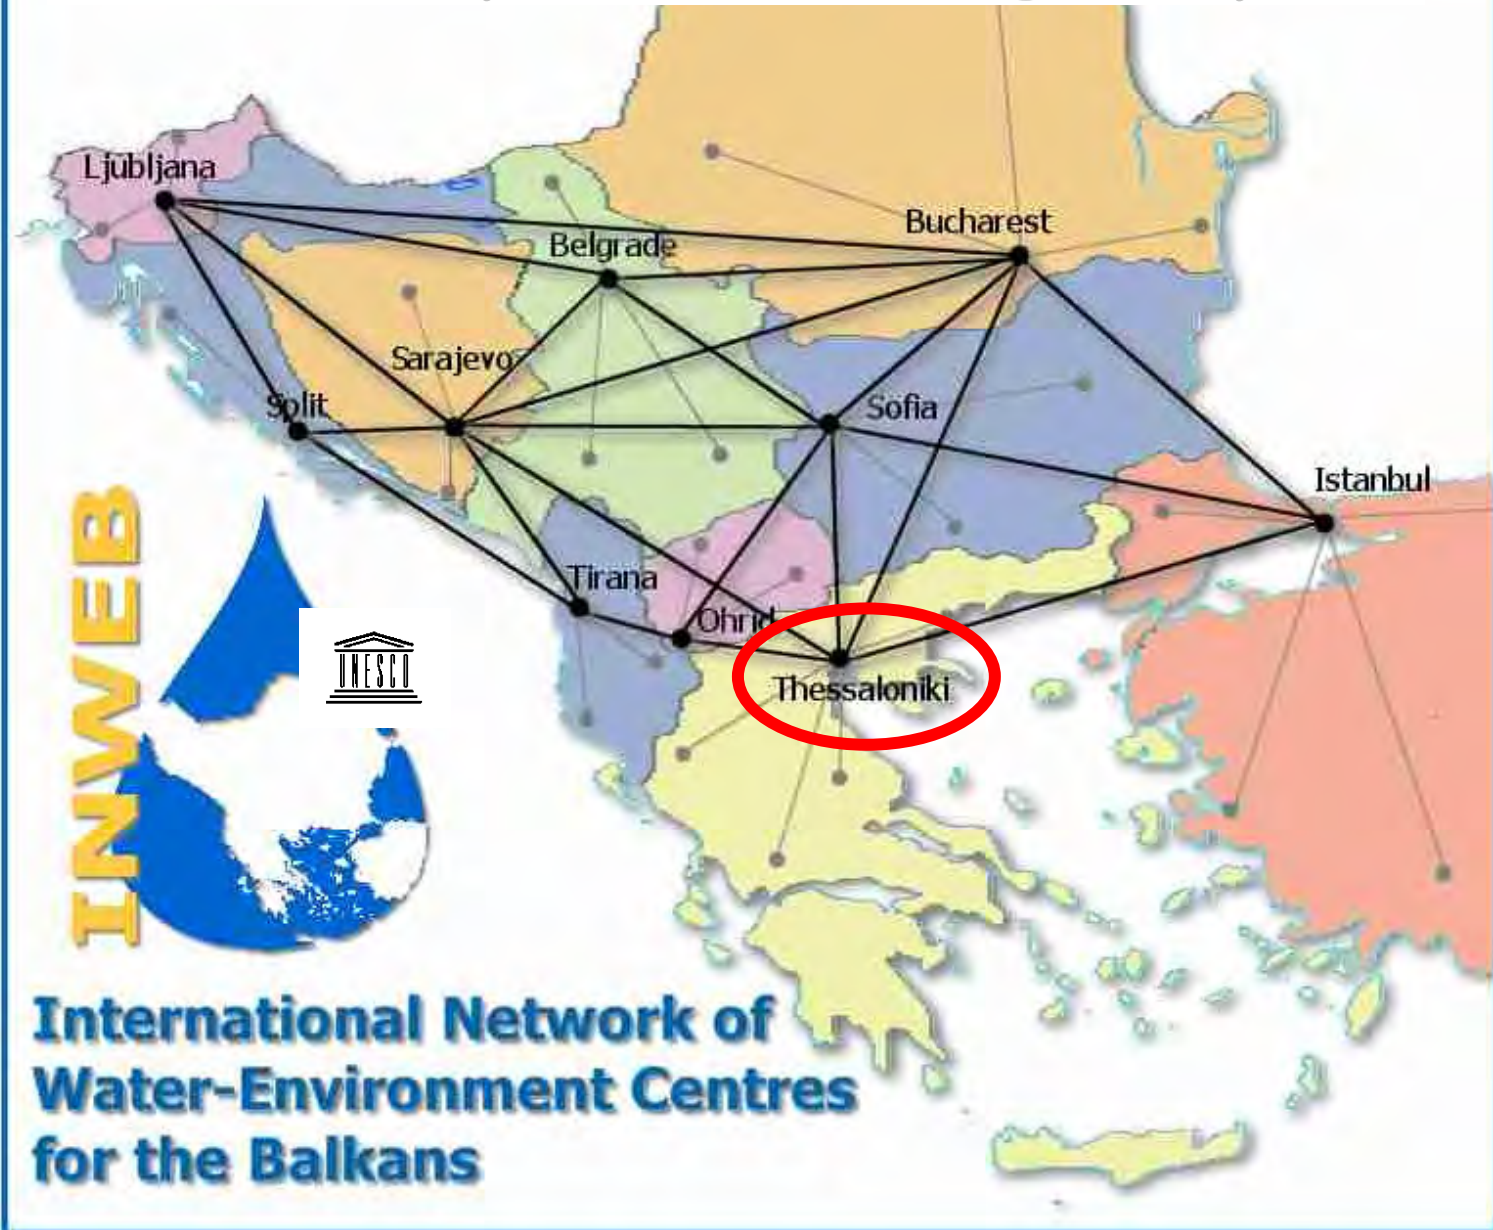 Ljubljana
Bucharest
Belgrade
Sarajevo
Split
Sofia
Istanbul
INWEB
UNESCO
Tirana
Ohrid
Thessaloniki
International Network of
Water-Environment Centres
for the Balkans